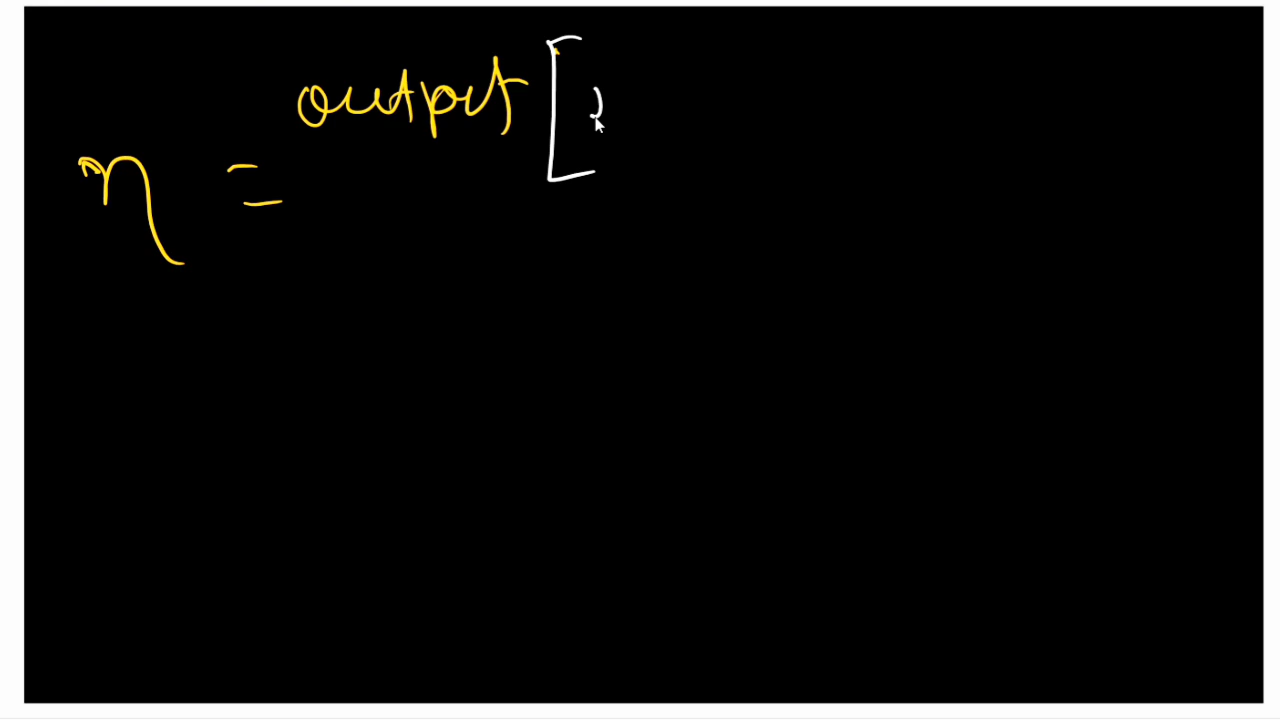 η = output [